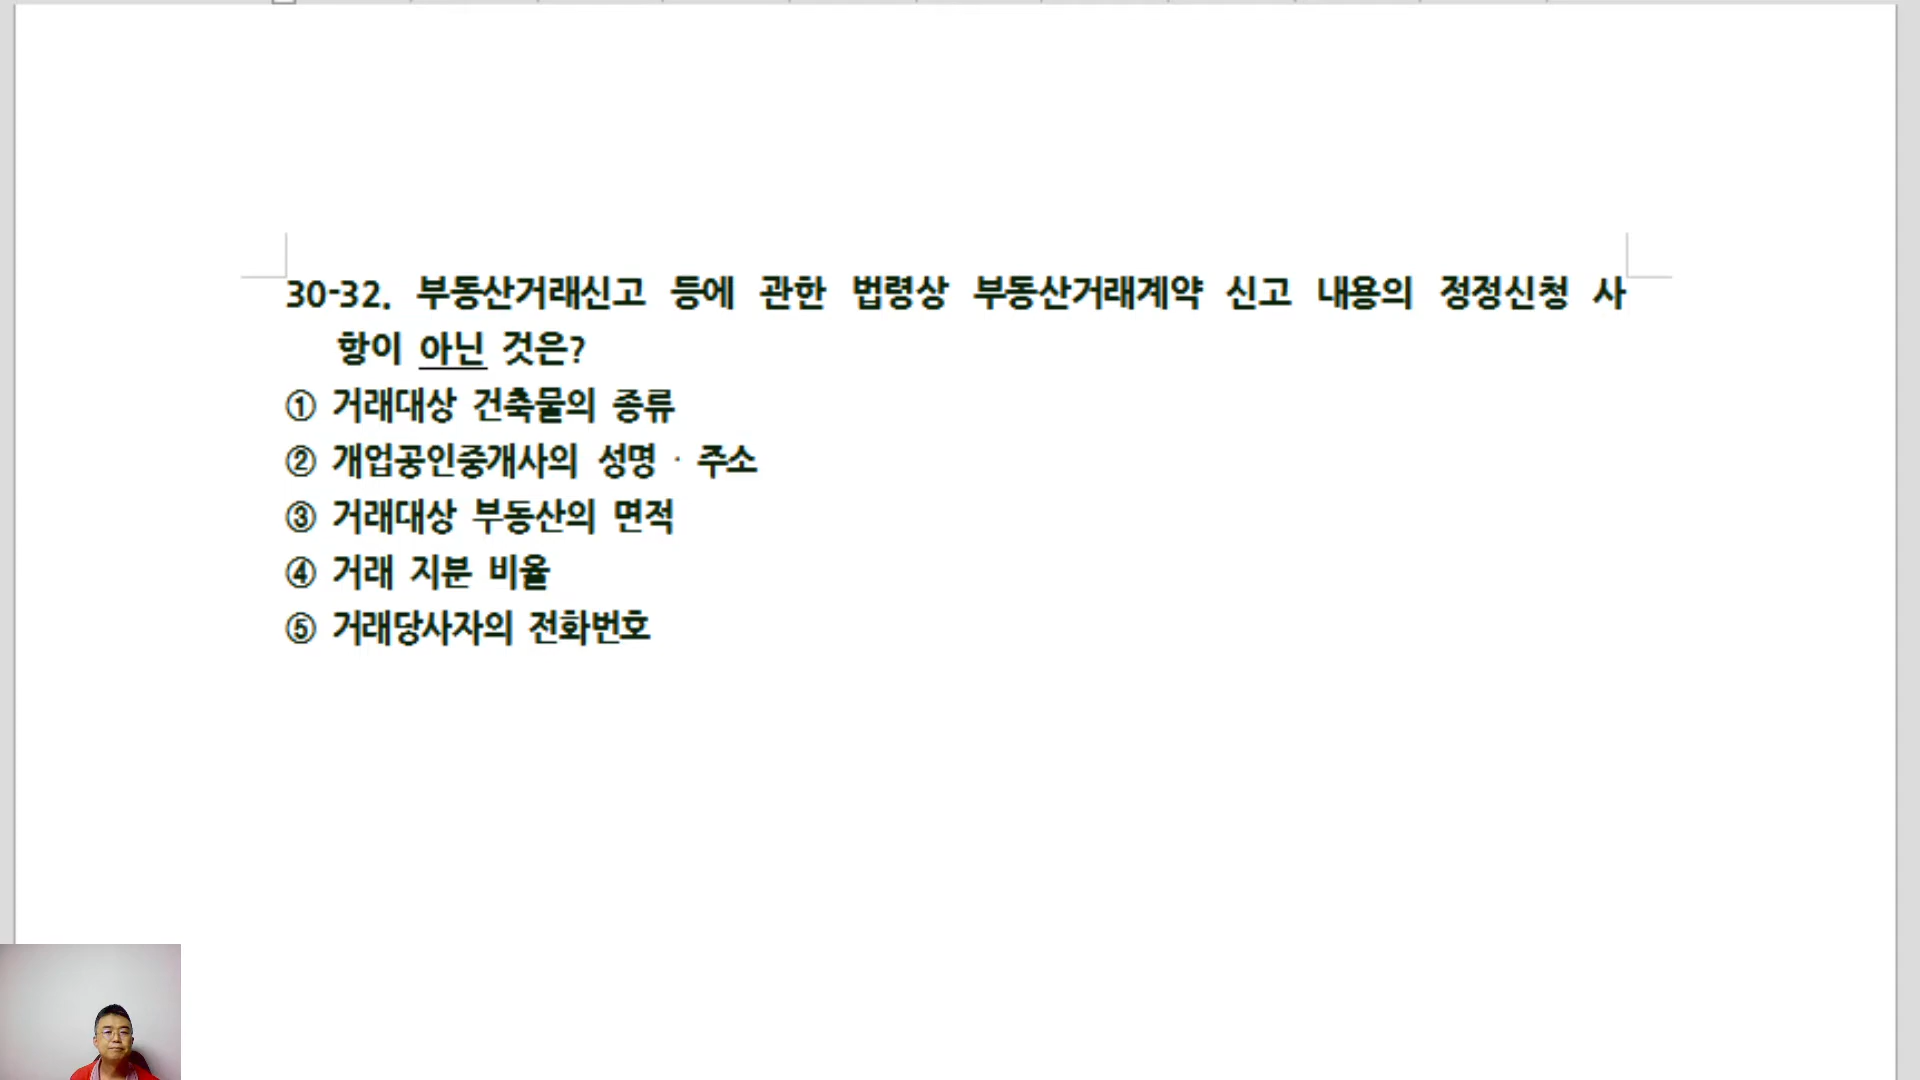 30-32. 부동산거래신고 등에 관한 법령상 부동산거래계약 신고 내용의 정정신청 사
항이 아닌 것은?
① 거래대상 건축물의 종류
② 개업공인중개사의 성명 · 주소
③ 거래대상 부동산의 면적
④ 거래 지분 비율
⑤ 거래당사자의 전화번호